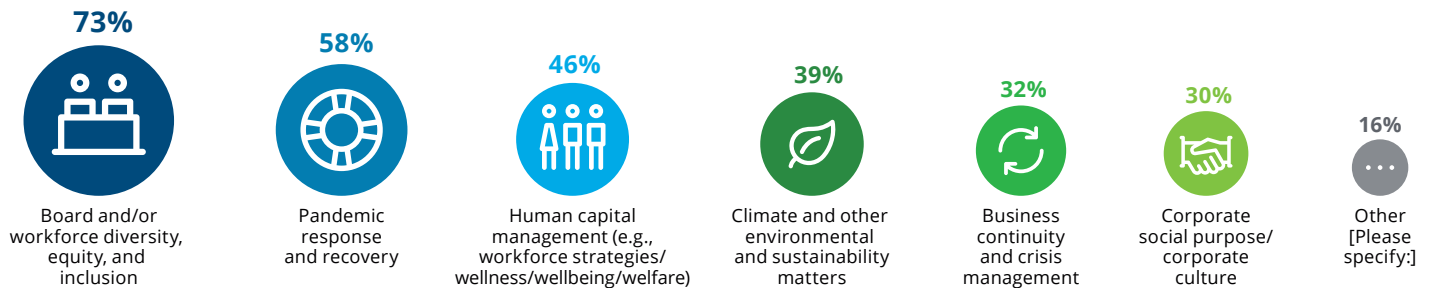 73%
Board and/or
workforce diversity,
equity, and
inclusion
58%
Pandemic
response
and recovery
46%
Human capital
management (e.g.,
workforce strategies/
wellness/wellbeing/welfare)
39%
Climate and other
environmental
and sustainability
matters
32%
Business
continuity
and crisis
management
30%
Corporate
social purpose/
corporate
culture
16%
Other
[Please
specify:]